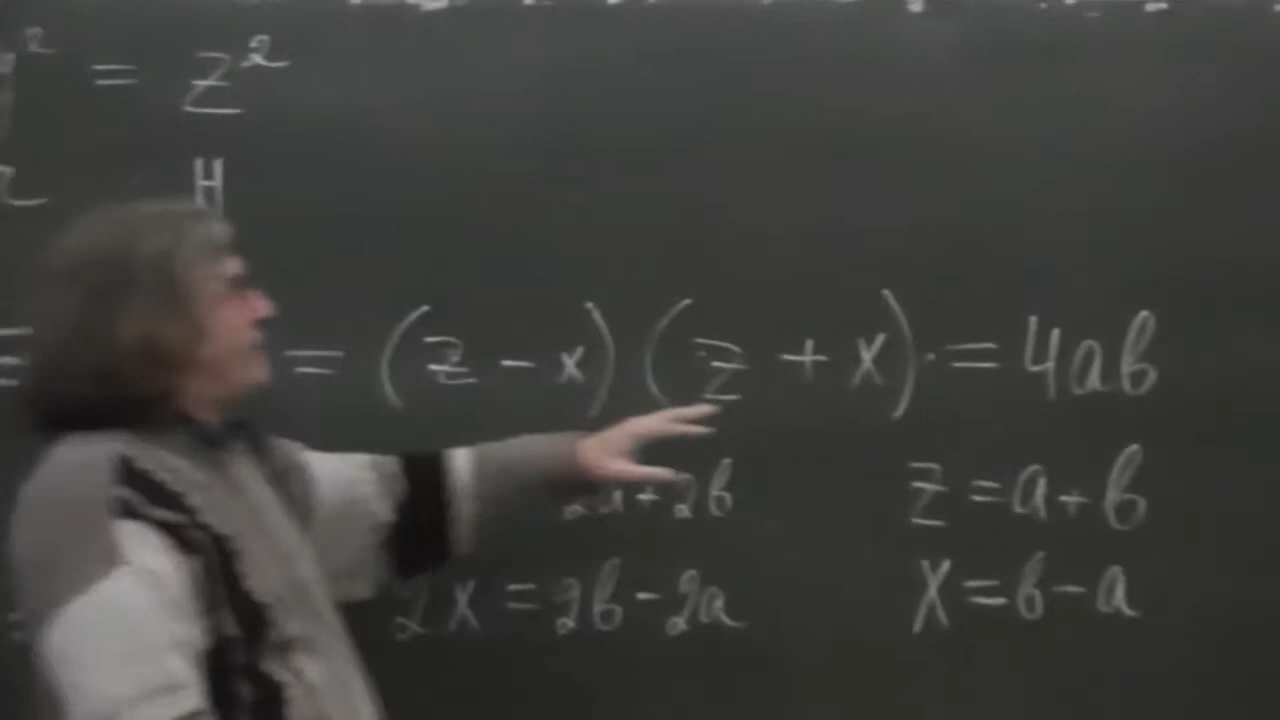 ² = z²
H
= (z - x) (z + x) = 4ab
2a + 2b z = a + b
2x = 2b - 2a x = b - a